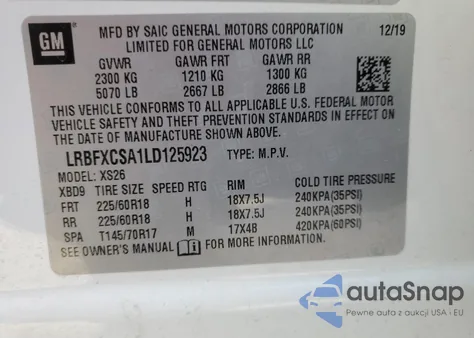 GM
MFD BY SAIC GENERAL MOTORS CORPORATION 12/19
LIMITED FOR GENERAL MOTORS LLC
GVWR GAWR FRT GAWR RR
2300 KG 1210 KG 1300 KG
5070 LB 2667 LB 2866 LB
THIS VEHICLE CONFORMS TO ALL APPLICABLE U.S. FEDERAL MOTOR
VEHICLE SAFETY AND THEFT PREVENTION STANDARDS IN EFFECT ON
THE DATE OF MANUFACTURE SHOWN ABOVE.
LRBFXCSA1LD125923 TYPE: M.P.V.
MODEL: XS26
XBD9 TIRE SIZE SPEED RTG RIM COLD TIRE PRESSURE
FRT 225/60R18 H 18X7.5J 240KPA(35PSI)
RR 225/60R18 H 18X7.5J 240KPA(35PSI)
SPA T145/70R17 M 17X4B 420KPA(60PSI)
SEE OWNER'S MANUAL FOR MORE INFORMATION.
autoSnap
Pewne auta z aukcji USA i EU